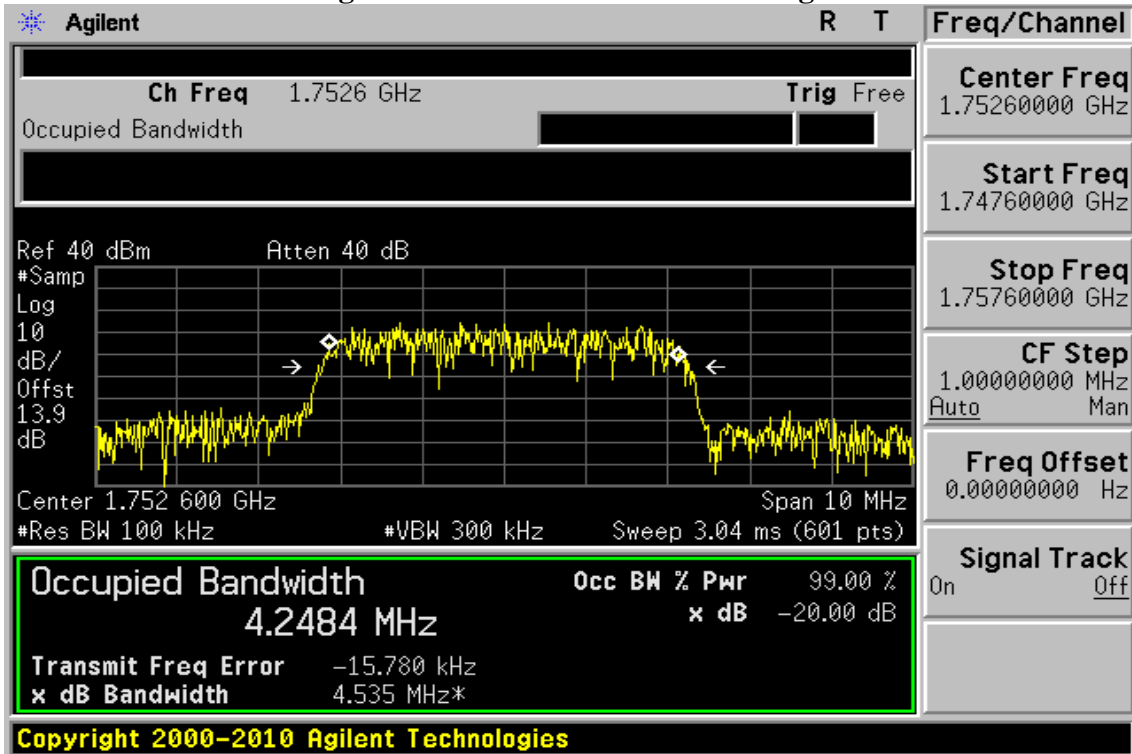 Agilent R T
Ch Freq 1.7526 GHz Trig Free
Occupied Bandwidth
Ref 40 dBm Atten 40 dB
#Samp
Log
10
dB/
Offst
13.9
dB
Center 1.752 600 GHz Span 10 MHz
#Res BW 100 kHz #VBW 300 kHz Sweep 3.04 ms (601 pts)
Occupied Bandwidth Occ BW % Pwr 99.00 %
4.2484 MHz x dB -20.00 dB
Transmit Freq Error -15.780 kHz
x dB Bandwidth 4.535 MHz*
Copyright 2000-2010 Agilent Technologies
Freq/Channel
Center Freq
1.75260000 GHz
Start Freq
1.74760000 GHz
Stop Freq
1.75760000 GHz
CF Step
1.00000000 MHz
Auto Man
Freq Offset
0.00000000 Hz
Signal Track
On Off